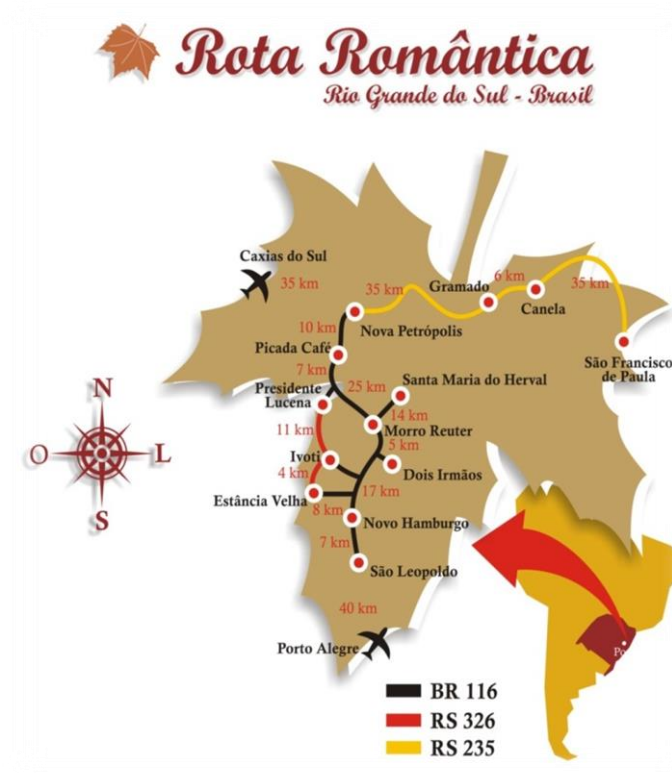 Rota Romântica
Rio Grande do Sul - Brasil
Caxias do Sul
35 km
35 km
Gramado
6 km
35 km
Canela
10 km
Nova Petrópolis
Picada Café
São Francisco
de Paula
7 km
25 km
Santa Maria do Herval
Presidente
Lucena
14 km
N
11 km
Morro Reuter
5 km
O
L
Ivoti
4 km
Dois Irmãos
17 km
Estância Velha
S
8 km
Novo Hamburgo
7 km
São Leopoldo
40 km
Porto Alegre
BR 116
RS 326
RS 235